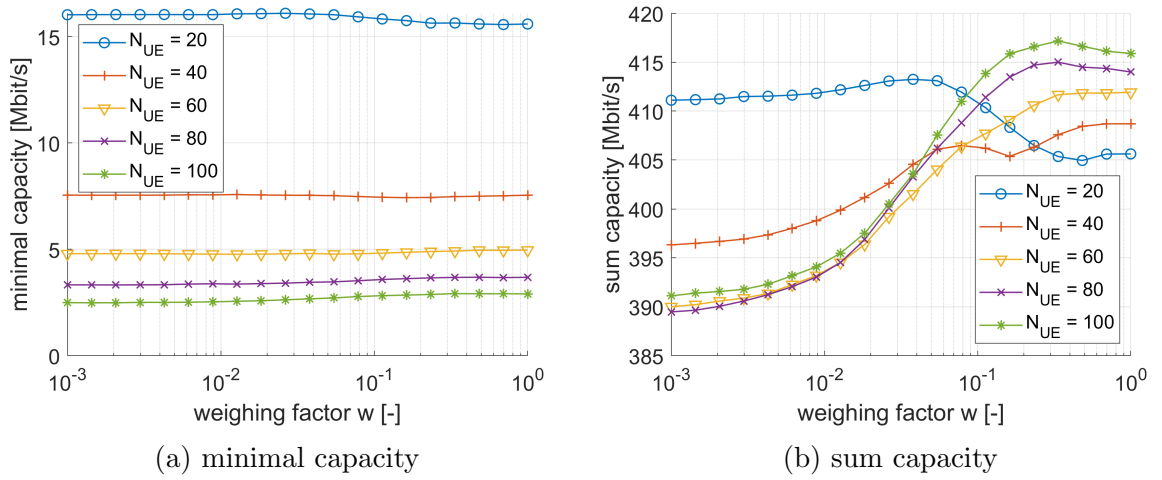 minimal capacity [Mbit/s]
15
10
5
0
N_UE = 20
N_UE = 40
N_UE = 60
N_UE = 80
N_UE = 100
10^-3
10^-2
10^-1
10^0
weighing factor w [-]
(a) minimal capacity
sum capacity [Mbit/s]
420
415
410
405
400
395
390
385
N_UE = 20
N_UE = 40
N_UE = 60
N_UE = 80
N_UE = 100
10^-3
10^-2
10^-1
10^0
weighing factor w [-]
(b) sum capacity